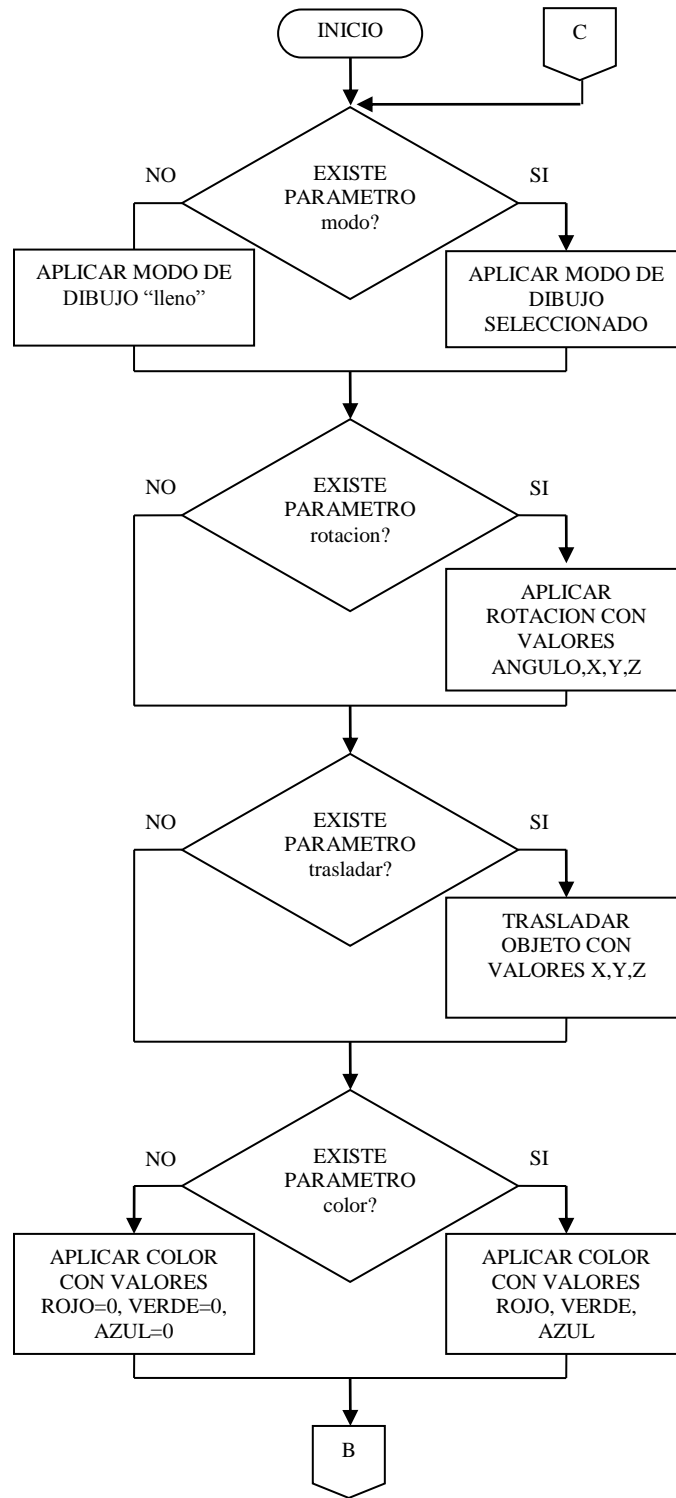 INICIO
C
NO
EXISTE
PARAMETRO
modo?
SI
APLICAR MODO DE
DIBUJO “lleno”
APLICAR MODO DE
DIBUJO
SELECCIONADO
NO
EXISTE
PARAMETRO
rotacion?
SI
APLICAR
ROTACION CON
VALORES
ANGULO,X,Y,Z
NO
EXISTE
PARAMETRO
trasladar?
SI
TRASLADAR
OBJETO CON
VALORES X,Y,Z
NO
EXISTE
PARAMETRO
color?
SI
APLICAR COLOR
CON VALORES
ROJO=0, VERDE=0,
AZUL=0
APLICAR COLOR
CON VALORES
ROJO, VERDE,
AZUL
B